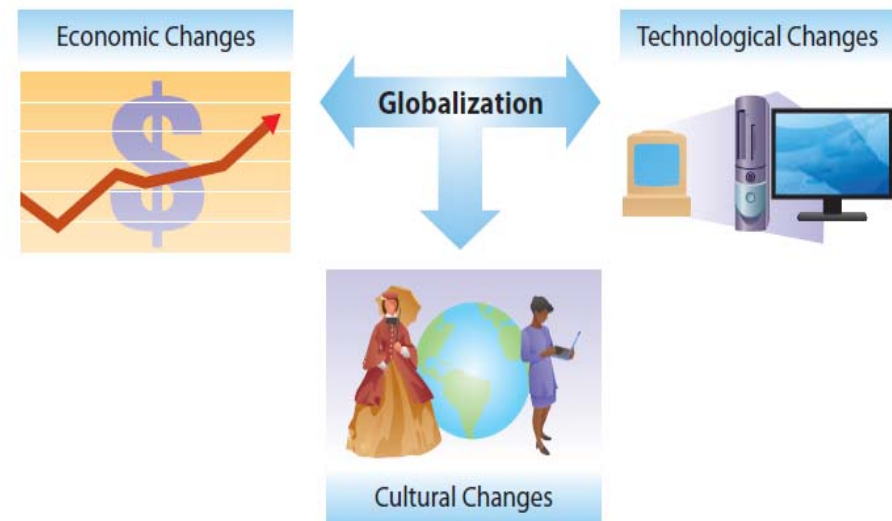 Economic Changes
Technological Changes
Globalization
$
Cultural Changes